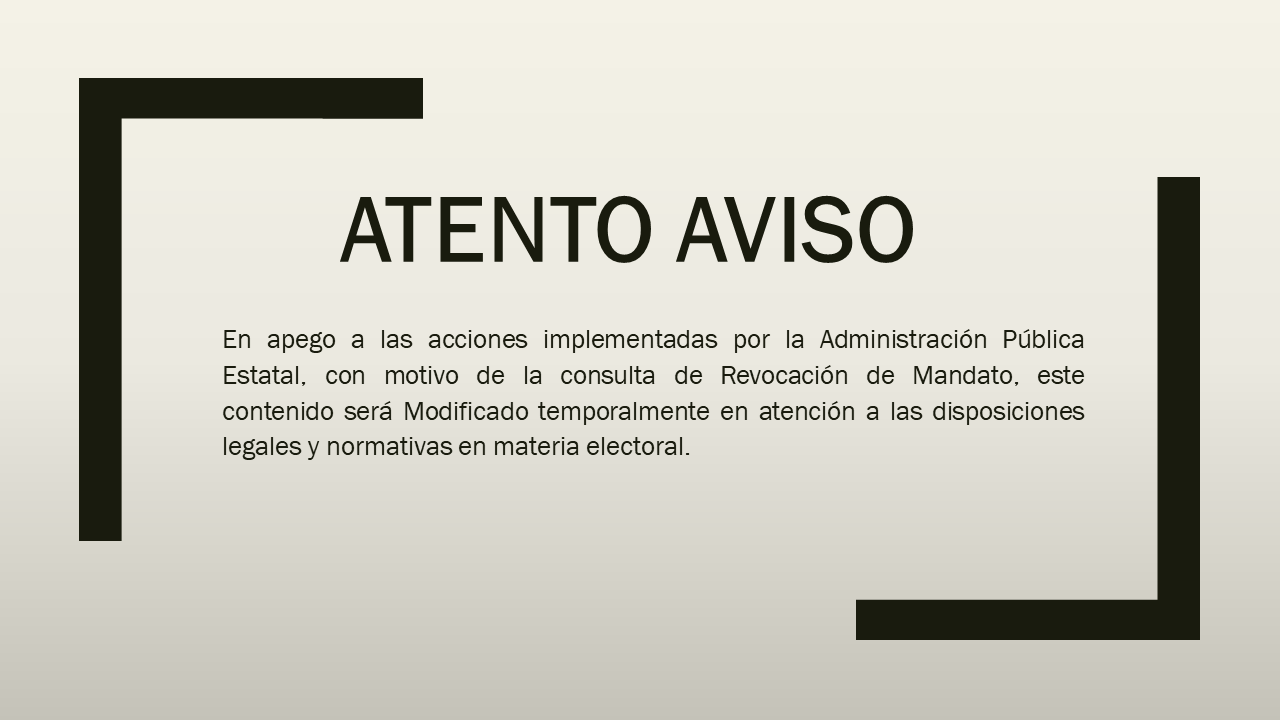 ATENTO AVISO
En apego a las acciones implementadas por la Administración Pública
Estatal, con motivo de la consulta de Revocación de Mandato, este
contenido será Modificado temporalmente en atención a las disposiciones
legales y normativas en materia electoral.